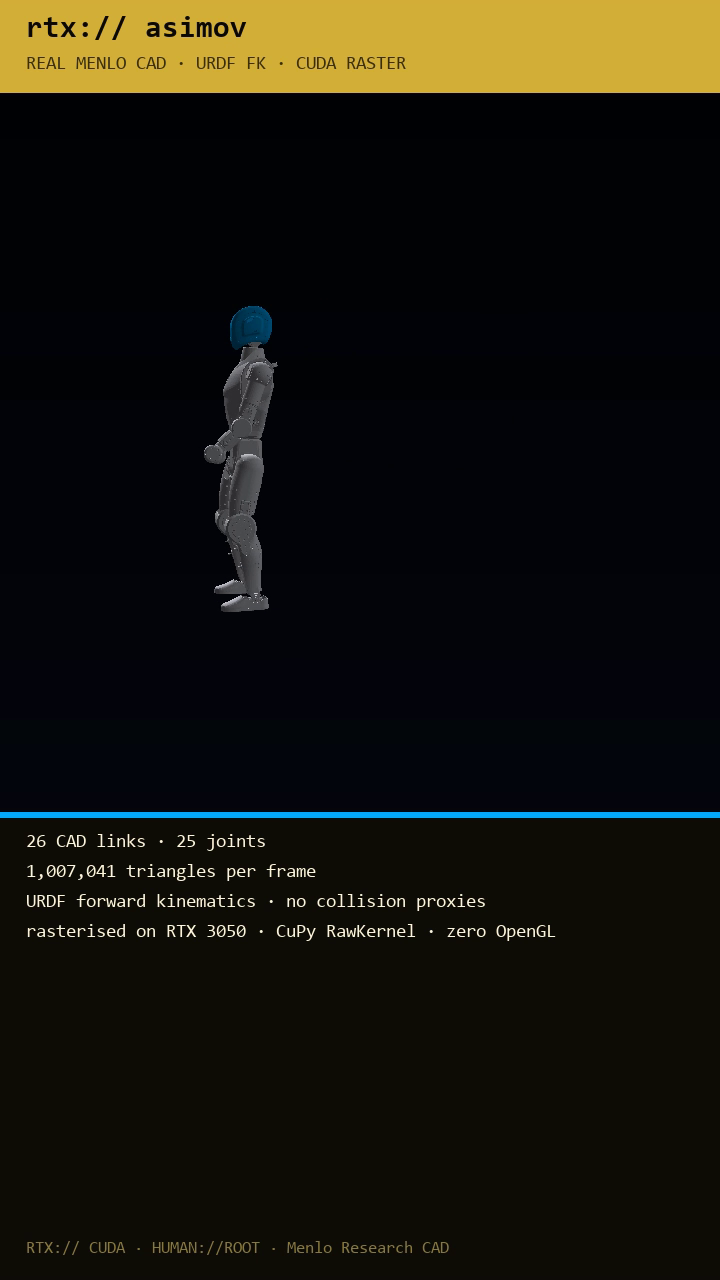 rtx:// asimov
REAL MENLO CAD · URDF FK · CUDA RASTER
26 CAD links · 25 joints
1,007,041 triangles per frame
URDF forward kinematics · no collision proxies
rasterised on RTX 3050 · CuPy RawKernel · zero OpenGL
RTX:// CUDA · HUMAN://ROOT · Menlo Research CAD